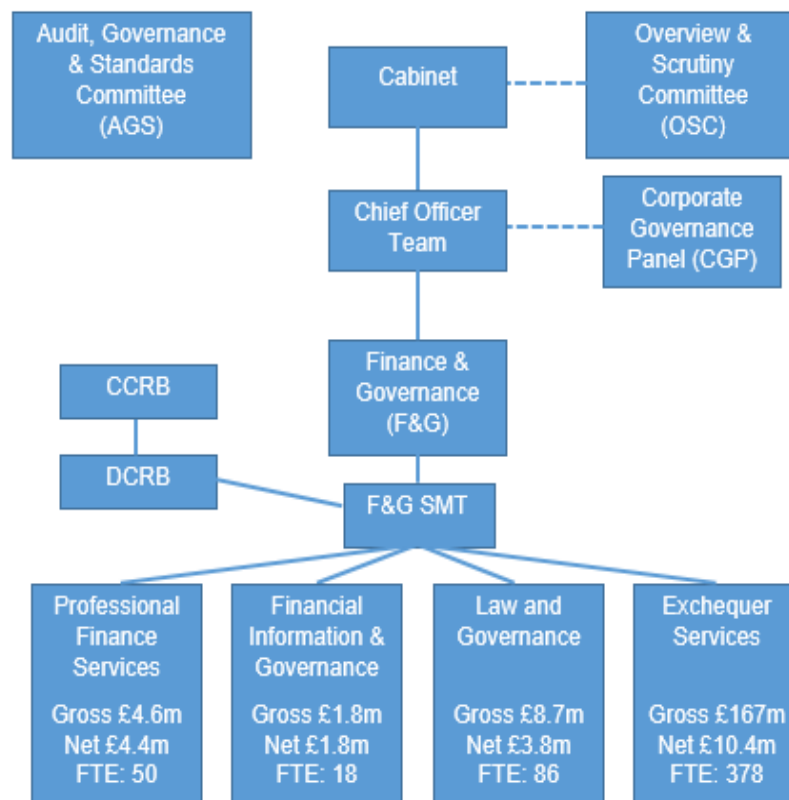 Audit, Governance
& Standards
Committee
(AGS)
Cabinet
Overview &
Scrutiny
Committee
(OSC)
Chief Officer
Team
Corporate
Governance
Panel (CGP)
Finance &
Governance
(F&G)
CCRB
DCRB
F&G SMT
Professional
Finance
Services
Gross £4.6m
Net £4.4m
FTE: 50
Financial
Information &
Governance
Gross £1.8m
Net £1.8m
FTE: 18
Law and
Governance
Gross £8.7m
Net £3.8m
FTE: 86
Exchequer
Services
Gross £167m
Net £10.4m
FTE: 378